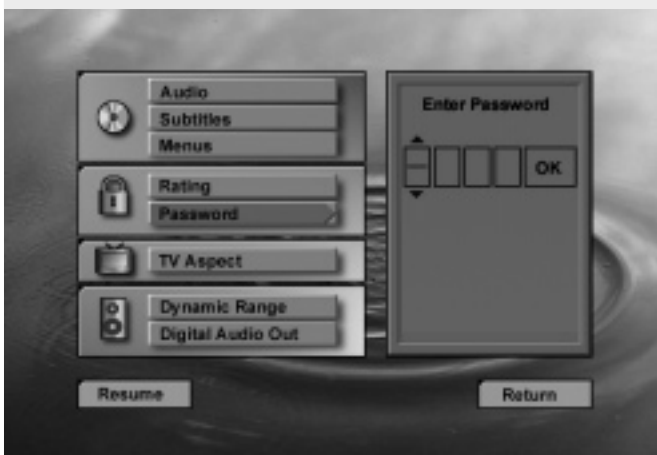 Audio
Subtitles
Menus
Rating
Password
TV Aspect
Dynamic Range
Digital Audio Out
Enter Password
OK
Resume
Return